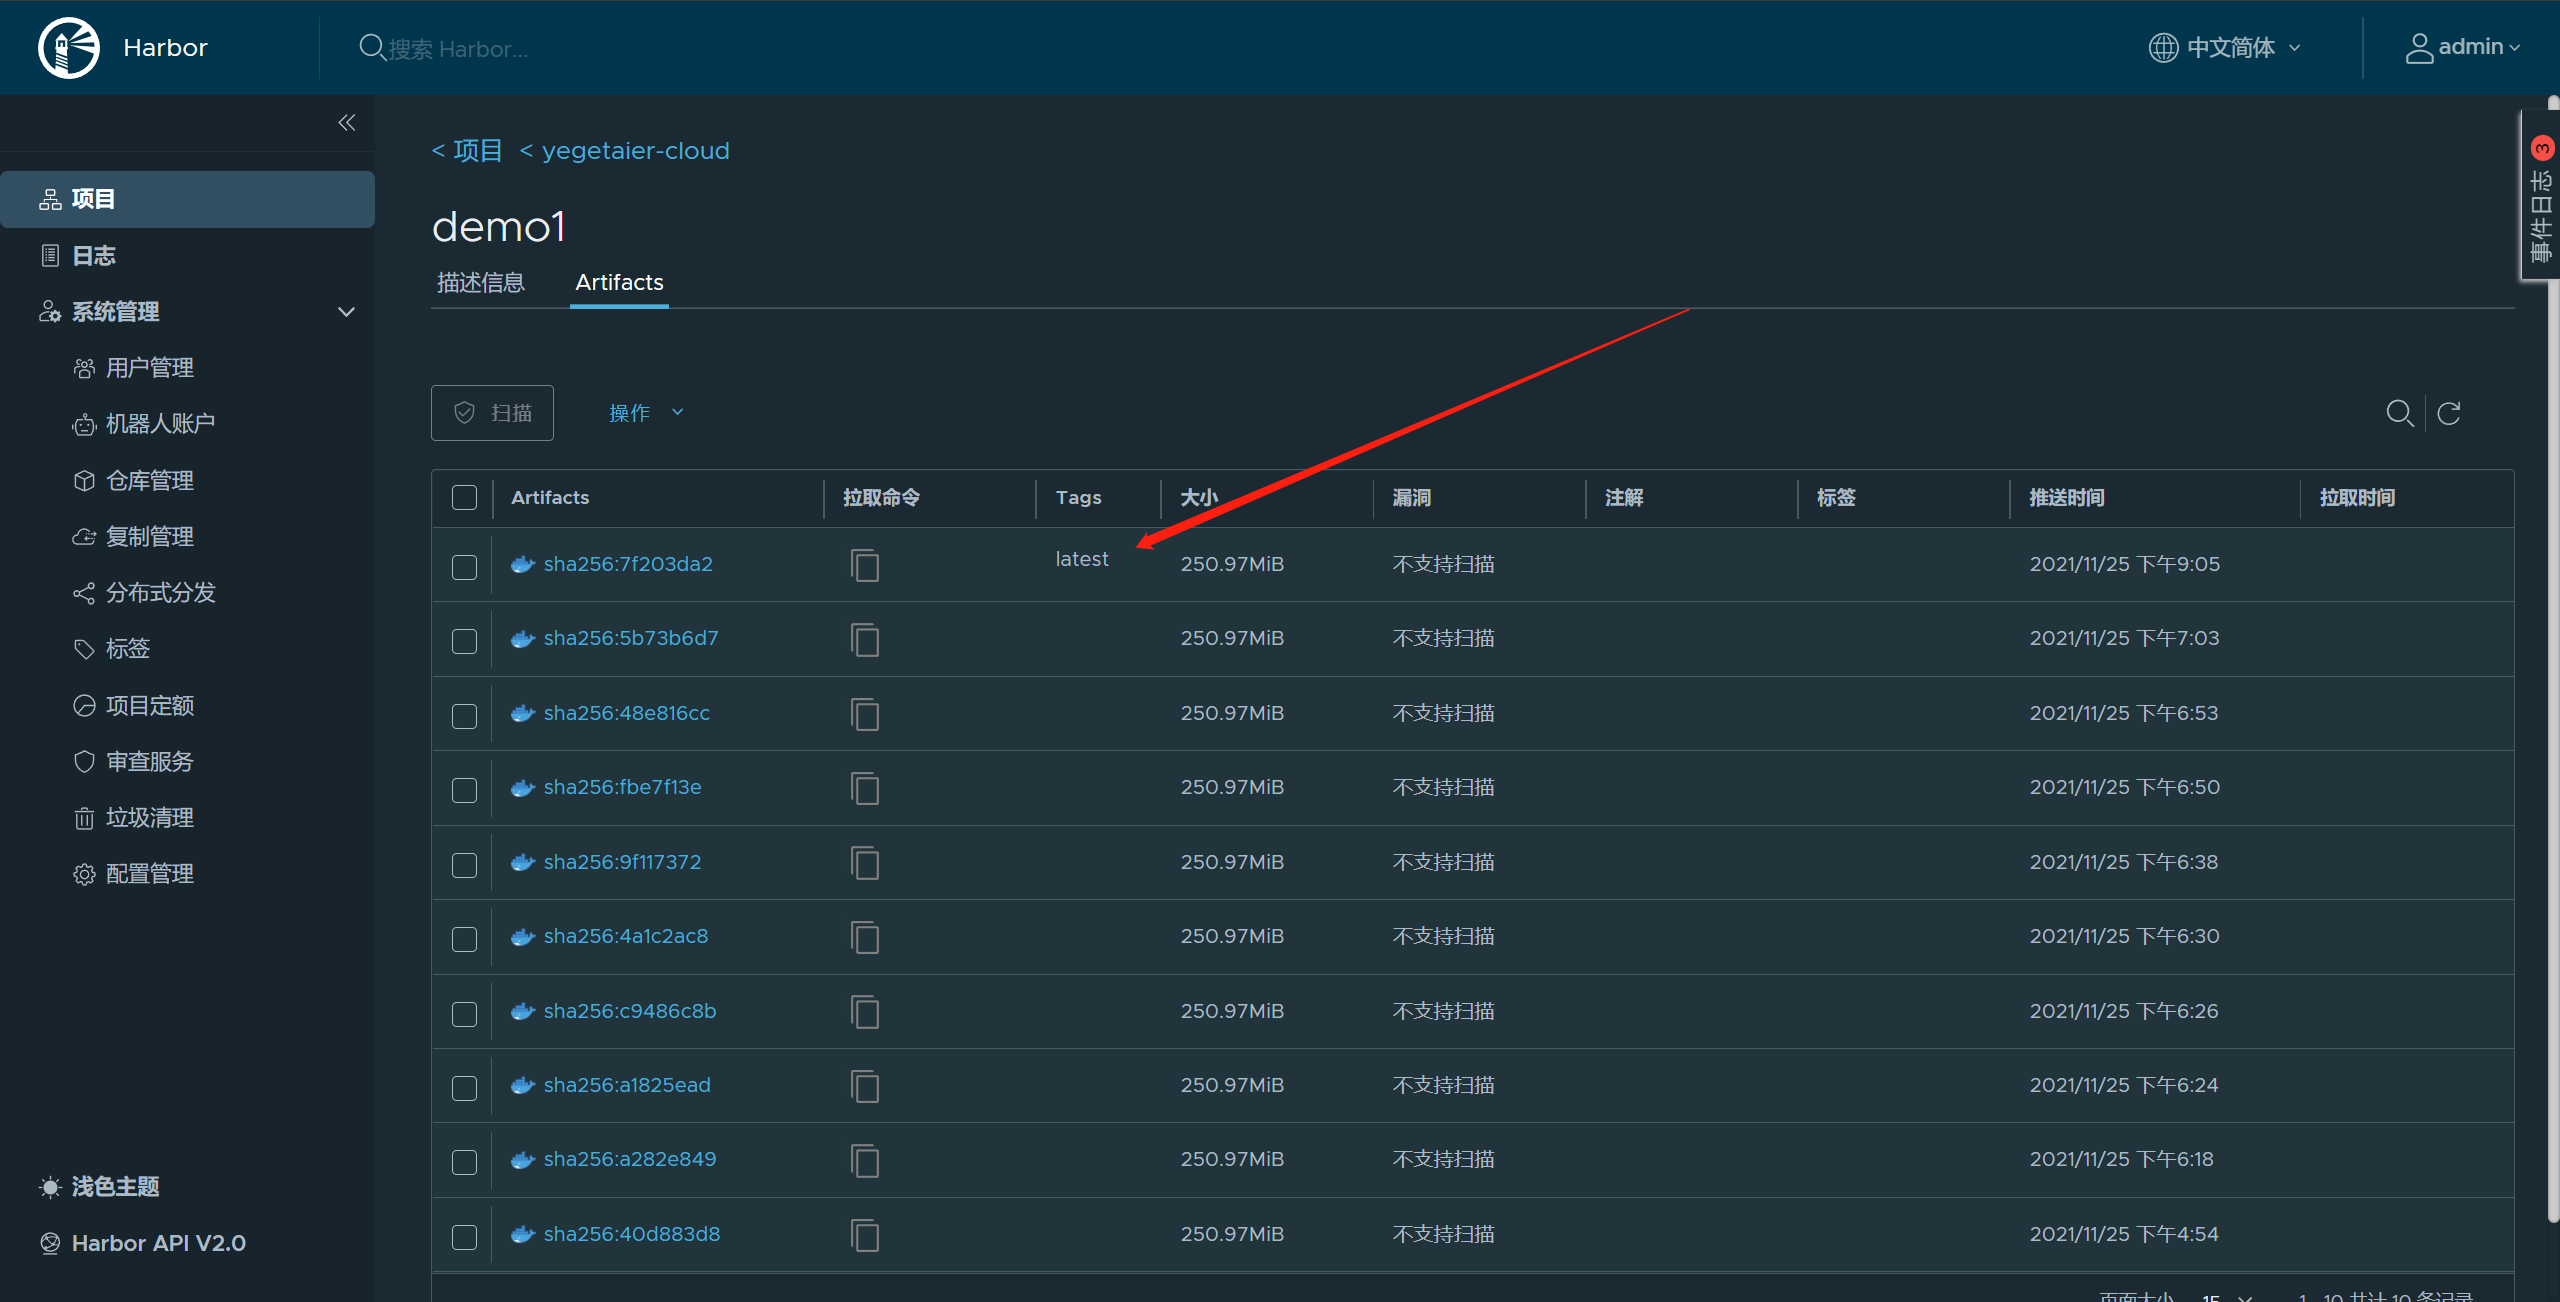 Harbor
搜索 Harbor...
中文简体
admin
3
事件日志
项目
日志
系统管理
用户管理
机器人账户
仓库管理
复制管理
分布式分发
标签
项目定额
审查服务
垃圾清理
配置管理
浅色主题
Harbor API V2.0
< 项目 < yegetaier-cloud
demo1
描述信息 Artifacts
扫描 操作
Artifacts 拉取命令 Tags 大小 漏洞 注解 标签 推送时间 拉取时间
sha256:7f203da2 latest 250.97MiB 不支持扫描 2021/11/25 下午9:05
sha256:5b73b6d7 250.97MiB 不支持扫描 2021/11/25 下午7:03
sha256:48e816cc 250.97MiB 不支持扫描 2021/11/25 下午6:53
sha256:fbe7f13e 250.97MiB 不支持扫描 2021/11/25 下午6:50
sha256:9f117372 250.97MiB 不支持扫描 2021/11/25 下午6:38
sha256:4a1c2ac8 250.97MiB 不支持扫描 2021/11/25 下午6:30
sha256:c9486c8b 250.97MiB 不支持扫描 2021/11/25 下午6:26
sha256:a1825ead 250.97MiB 不支持扫描 2021/11/25 下午6:24
sha256:a282e849 250.97MiB 不支持扫描 2021/11/25 下午6:18
sha256:40d883d8 250.97MiB 不支持扫描 2021/11/25 下午4:54
页面大小 15 1 - 10 共计 10 条记录